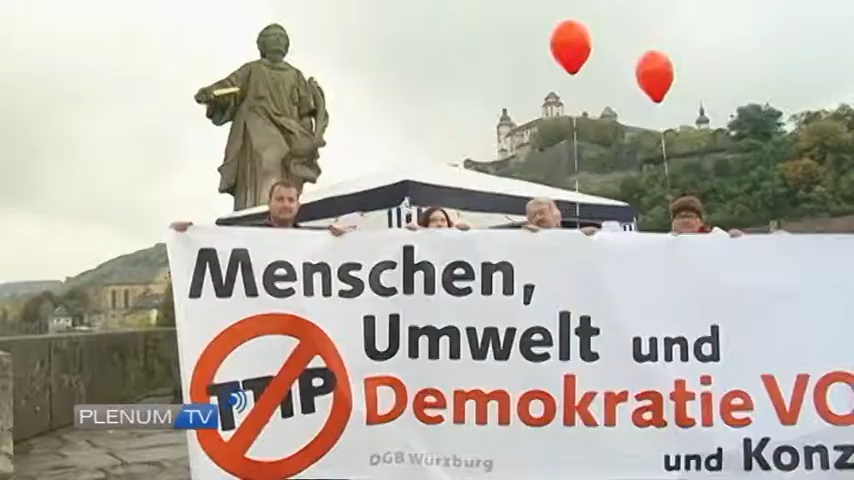 Menschen,
Umwelt und
TTIP
Demokratie VO
und Konz
DGB Würzburg
PLENUM TV